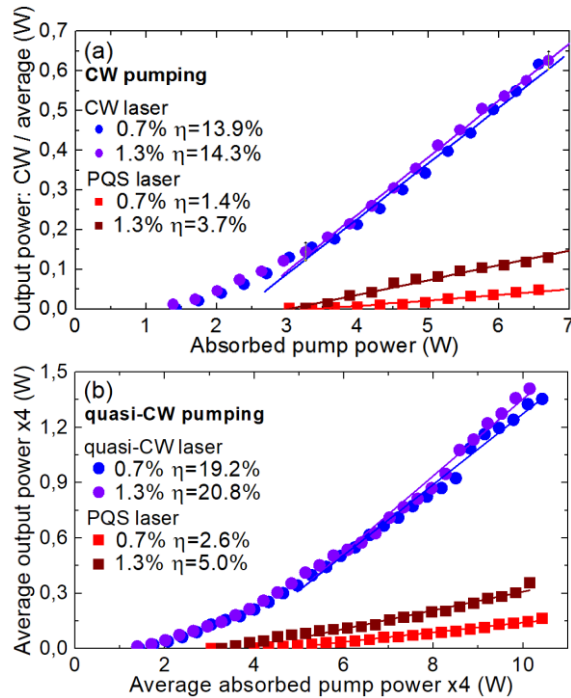 (a)
CW pumping
CW laser
0.7% η=13.9%
1.3% η=14.3%
PQS laser
0.7% η=1.4%
1.3% η=3.7%
Output power: CW / average (W)
0,7
0,6
0,5
0,4
0,3
0,2
0,1
0,0
0 1 2 3 4 5 6 7
Absorbed pump power (W)
(b)
quasi-CW pumping
quasi-CW laser
0.7% η=19.2%
1.3% η=20.8%
PQS laser
0.7% η=2.6%
1.3% η=5.0%
Average output power x4 (W)
1,5
1,2
0,9
0,6
0,3
0,0
0 2 4 6 8 10
Average absorbed pump power x4 (W)